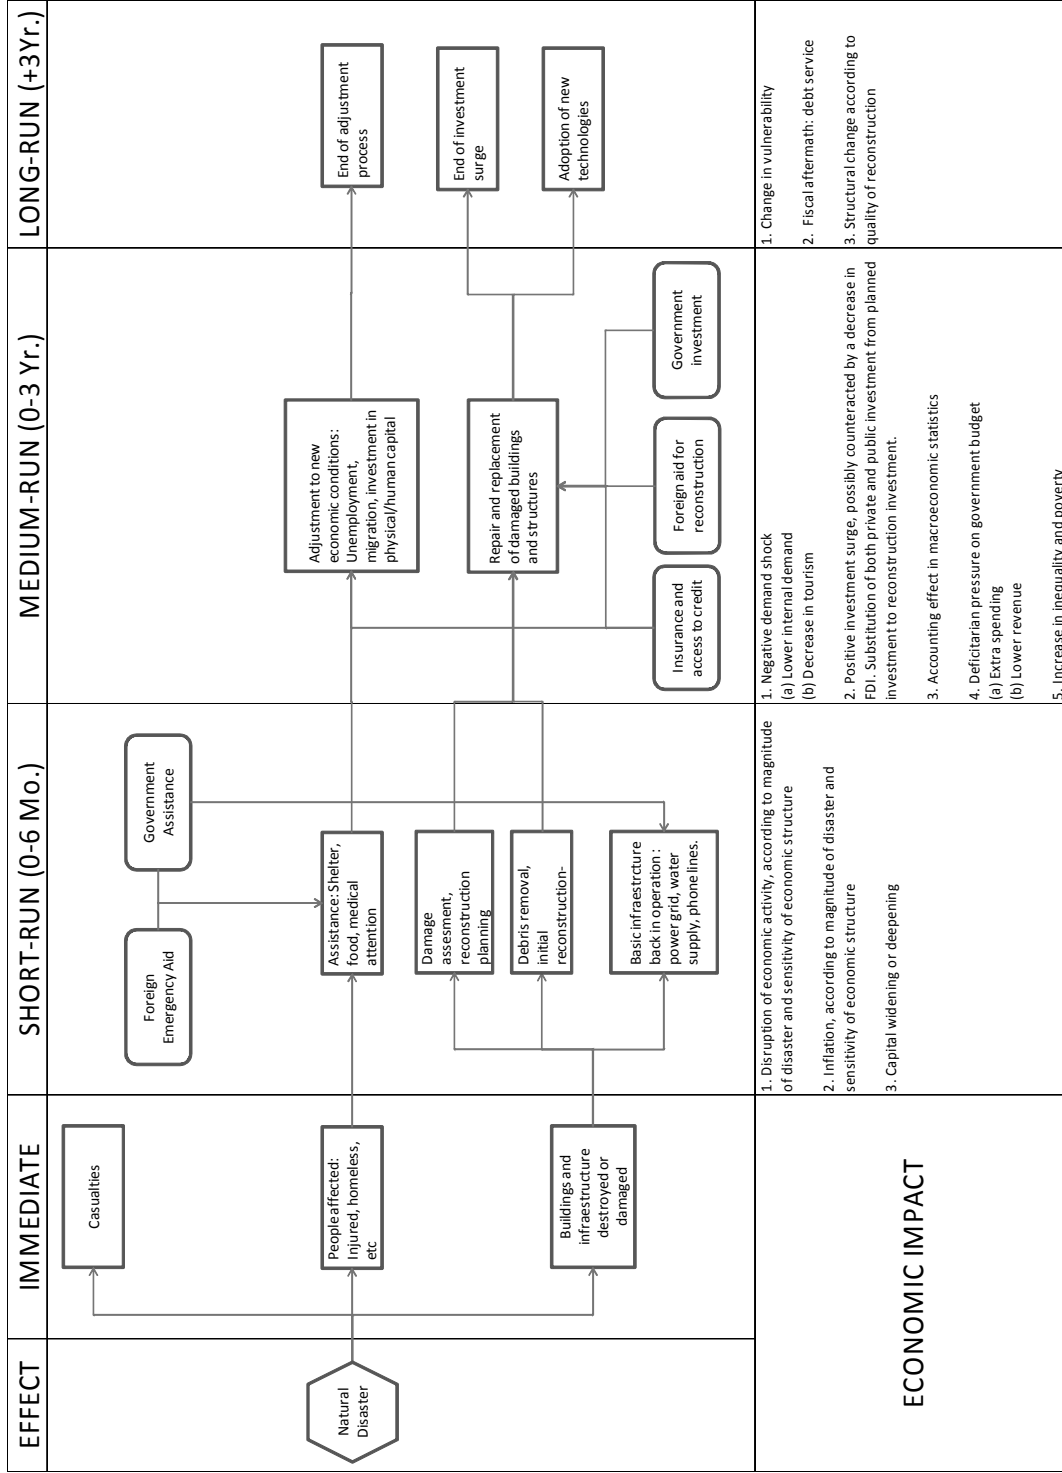 EFFECT
IMMEDIATE
SHORT-RUN (0-6 Mo.)
MEDIUM-RUN (0-3 Yr.)
LONG-RUN (+3Yr.)
Natural
Disaster
Casualties
People affected:
Injured, homeless,
etc
Buildings and
infraestructure
destroyed or
damaged
Foreign
Emergency Aid
Government
Assistance
Assistance: Shelter,
food, medical
attention
Damage
assesment,
reconstruction
planning
Debris removal,
initial
reconstruction-
Basic infraestrcture
back in operation :
power grid, water
supply, phone lines.
Adjustment to new
economic conditions:
Unemployment,
migration, investment in
physical/human capital
Repair and replacement
of damaged buildings
and structures
Insurance and
access to credit
Foreign aid for
reconstruction
Government
investment
End of adjustment
process
End of investment
surge
Adoption of new
technologies
ECONOMIC IMPACT
1. Disruption of economic activity, according to magnitude
of disaster and sensitivity of economic structure
2. Inflation, according to magnitude of disaster and
sensitivity of economic structure
3. Capital widening or deepening
1. Negative demand shock
(a) Lower internal demand
(b) Decrease in tourism
2. Positive investment surge, possibly counteracted by a decrease in
FDI. Substitution of both private and public investment from planned
investment to reconstruction investment.
3. Accounting effect in macroeconomic statistics
4. Deficitarian pressure on government budget
(a) Extra spending
(b) Lower revenue
5. Increase in inequality and poverty
1. Change in vulnerability
2. Fiscal aftermath: debt service
3. Structural change according to
quality of reconstruction